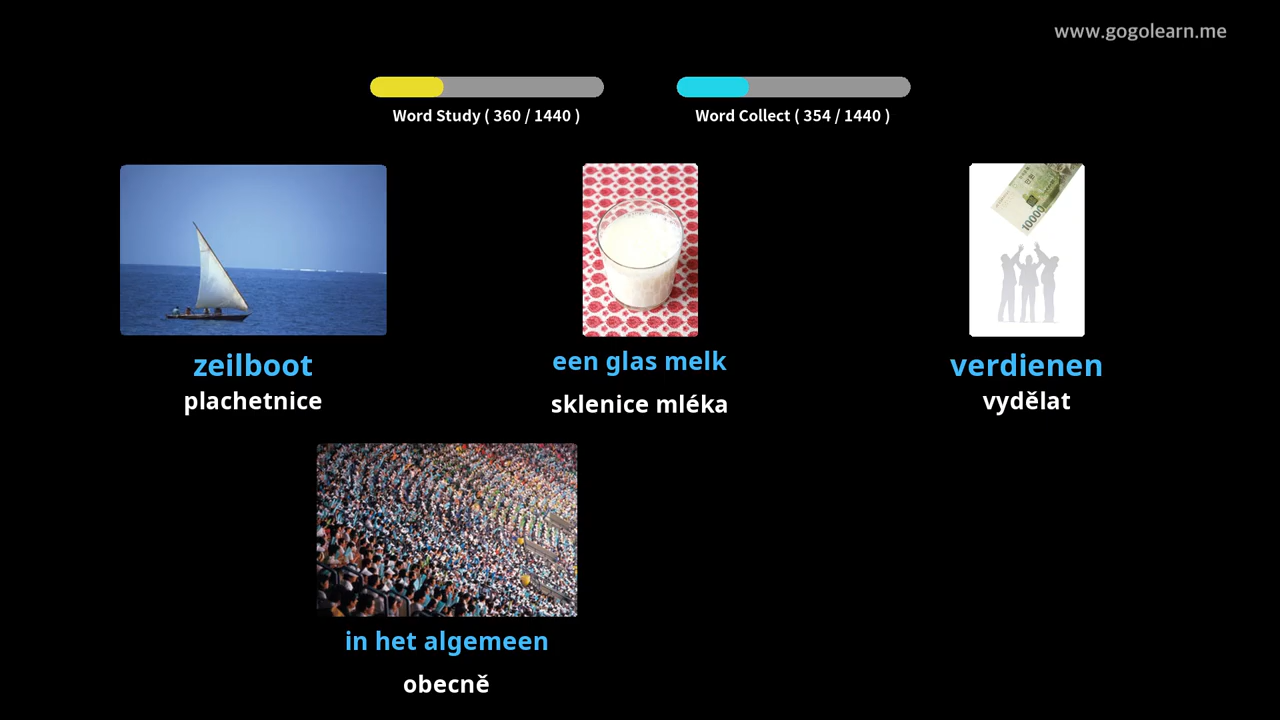 www.gogolearn.me
Word Study ( 360 / 1440 )
Word Collect ( 354 / 1440 )
10000
zeilboot
plachetnice
een glas melk
sklenice mléka
verdienen
vydělat
in het algemeen
obecně